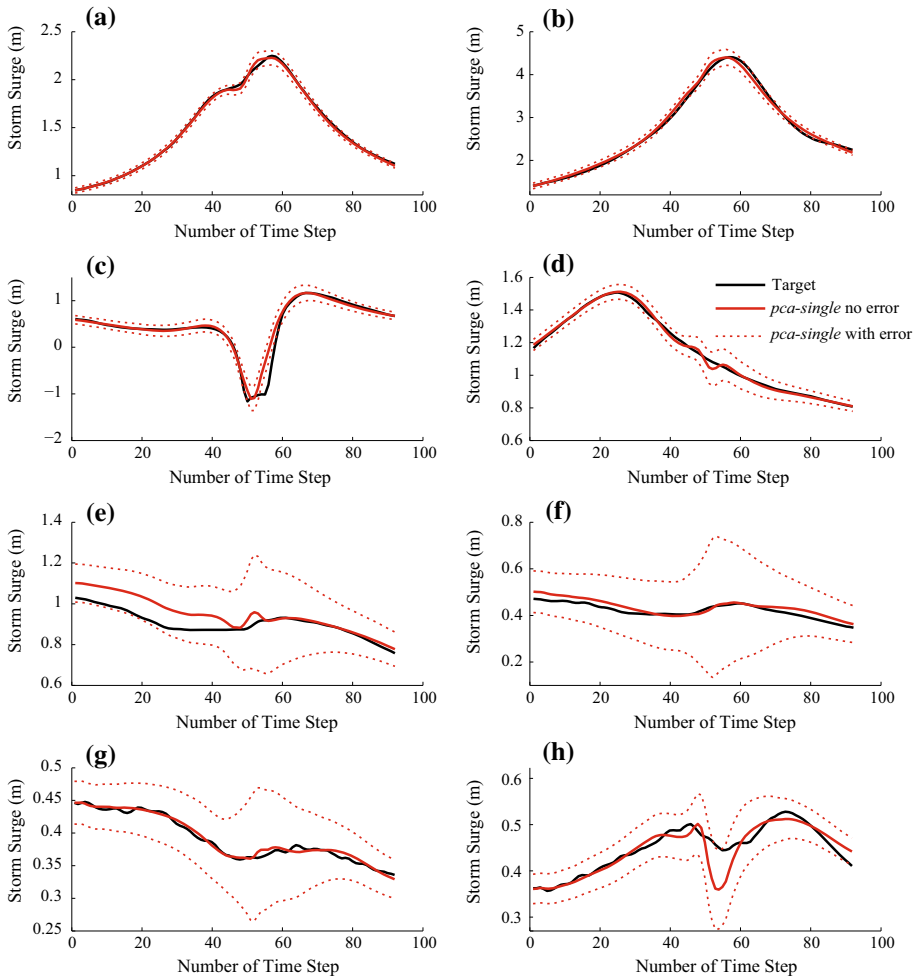 (a)
Storm Surge (m)
2.5
2
1.5
1
0 20 40 60 80 100
Number of Time Step
(b)
Storm Surge (m)
5
4
3
2
0 20 40 60 80 100
Number of Time Step
(c)
Storm Surge (m)
1
0
−1
−2
0 20 40 60 80 100
Number of Time Step
(d)
Storm Surge (m)
1.6
1.4
1.2
1
0.8
0.6
0 20 40 60 80 100
Number of Time Step
Target
pca-single no error
pca-single with error
(e)
Storm Surge (m)
1.4
1.2
1
0.8
0.6
0 20 40 60 80 100
Number of Time Step
(f)
Storm Surge (m)
0.8
0.6
0.4
0.2
0 20 40 60 80 100
Number of Time Step
(g)
Storm Surge (m)
0.5
0.45
0.4
0.35
0.3
0.25
0 20 40 60 80 100
Number of Time Step
(h)
Storm Surge (m)
0.6
0.5
0.4
0.3
0 20 40 60 80 100
Number of Time Step